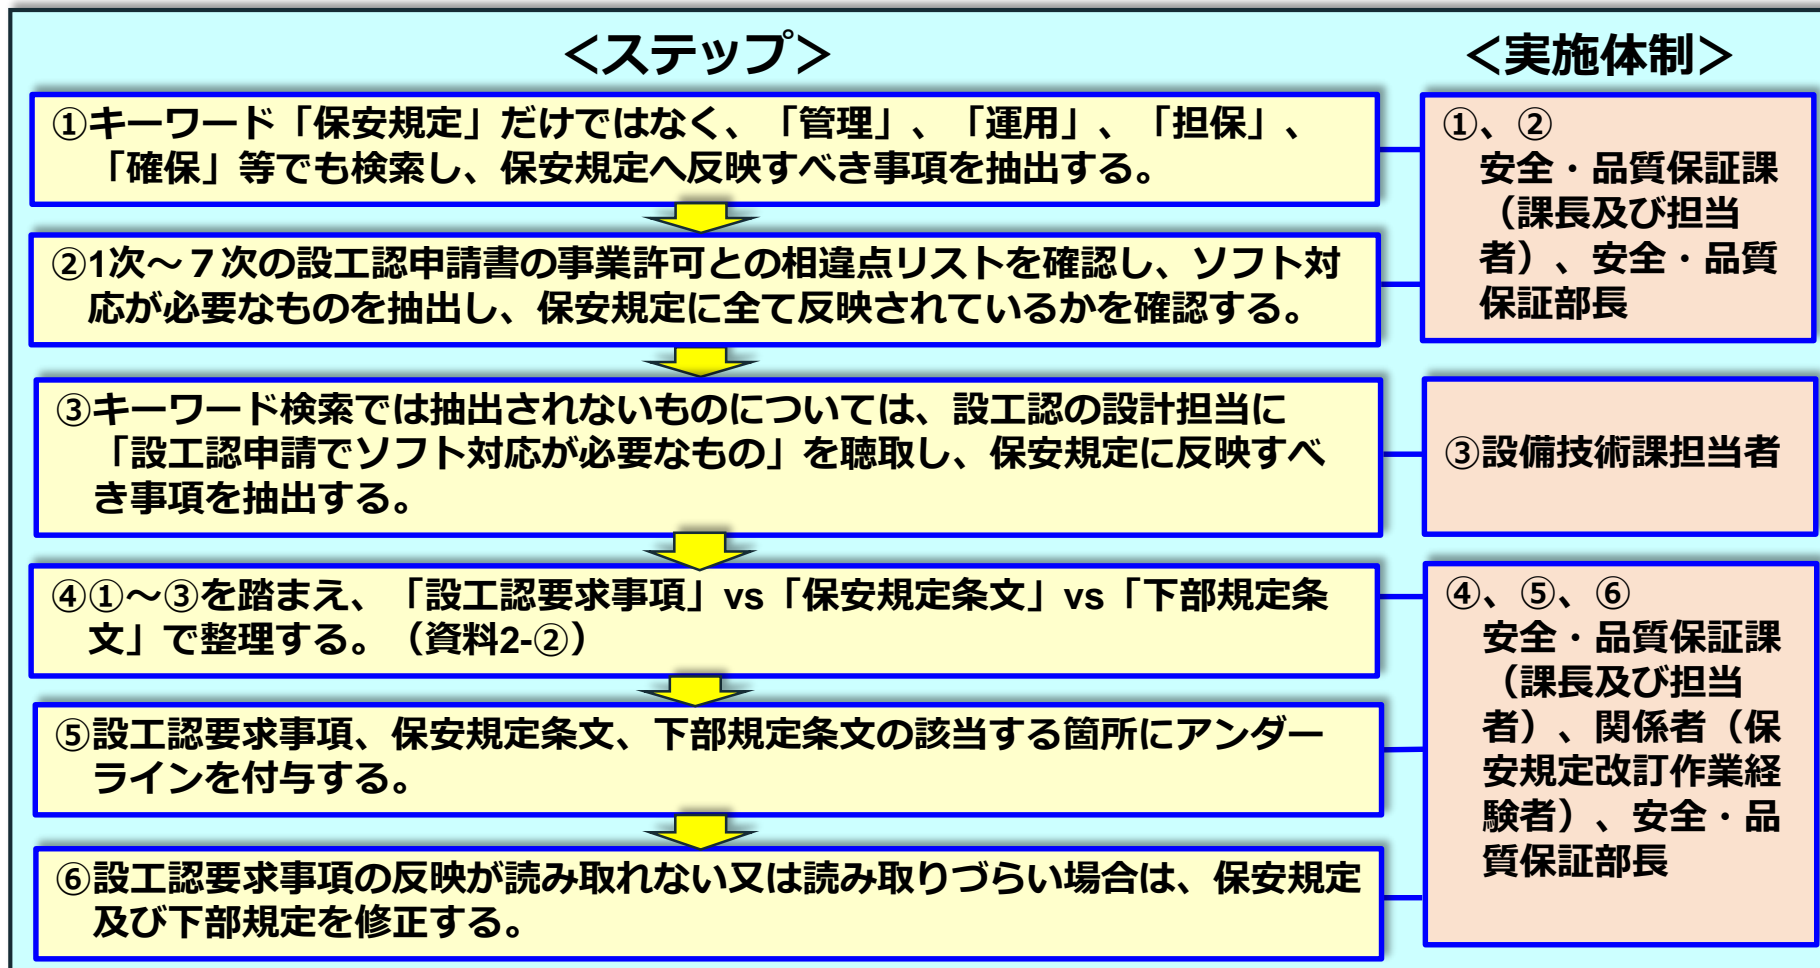 ＜ステップ＞
＜実施体制＞
①キーワード「保安規定」だけではなく、「管理」、「運用」、「担保」、
「確保」等でも検索し、保安規定へ反映すべき事項を抽出する。
②1次～７次の設工認申請書の事業許可との相違点リストを確認し、ソフト対
応が必要なものを抽出し、保安規定に全て反映されているかを確認する。
①、②
安全・品質保証課
（課長及び担当
者）、安全・品質
保証部長
③キーワード検索では抽出されないものについては、設工認の設計担当に
「設工認申請でソフト対応が必要なもの」を聴取し、保安規定に反映すべ
き事項を抽出する。
③設備技術課担当者
④①～③を踏まえ、「設工認要求事項」vs「保安規定条文」vs「下部規定条
文」で整理する。（資料2-②）
⑤設工認要求事項、保安規定条文、下部規定条文の該当する箇所にアンダー
ラインを付与する。
⑥設工認要求事項の反映が読み取れない又は読み取りづらい場合は、保安規定
及び下部規定を修正する。
④、⑤、⑥
安全・品質保証課
（課長及び担当
者）、関係者（保
安規定改訂作業経
験者）、安全・品
質保証部長